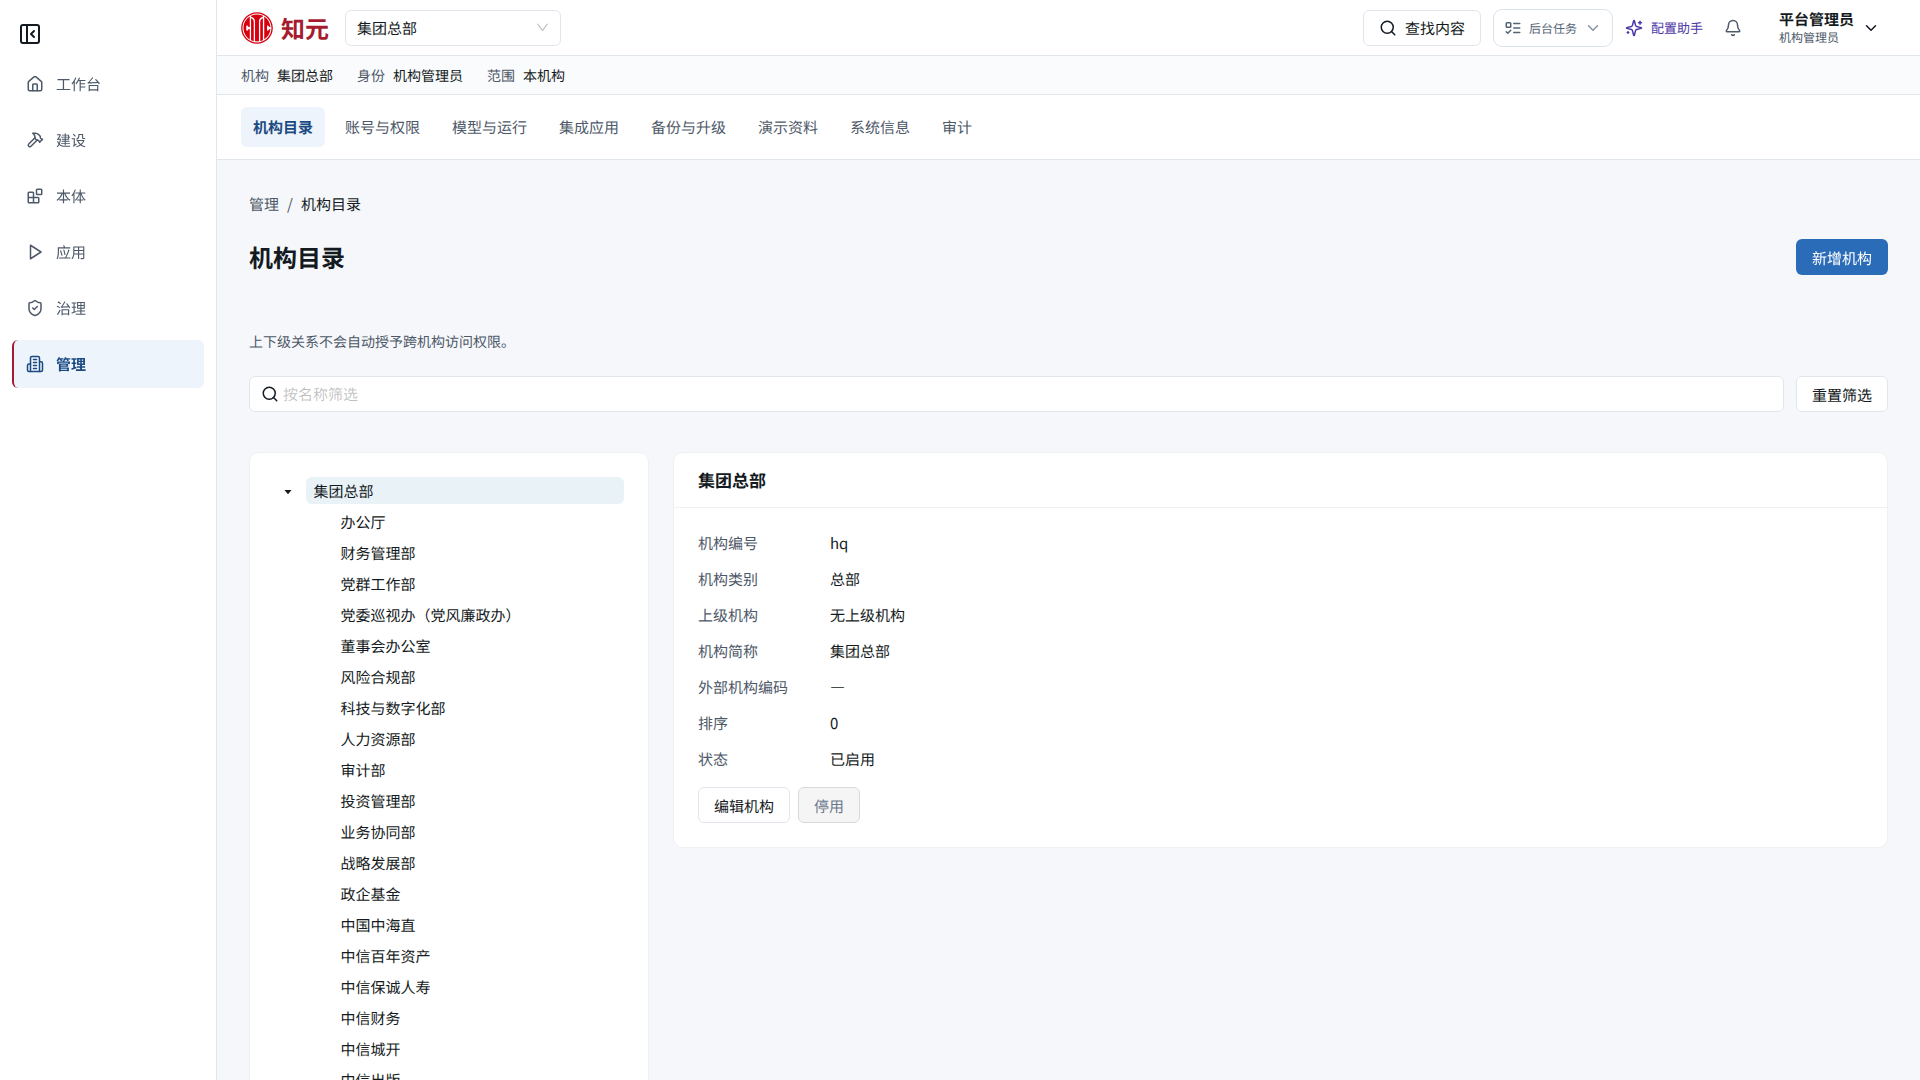 知元
集团总部
查找内容
后台任务
配置助手
平台管理员
机构管理员
工作台
建设
本体
应用
治理
管理
机构 集团总部 身份 机构管理员 范围 本机构
机构目录 账号与权限 模型与运行 集成应用 备份与升级 演示资料 系统信息 审计
管理 / 机构目录
机构目录
新增机构
上下级关系不会自动授予跨机构访问权限。
按名称筛选
重置筛选
集团总部
办公厅
财务管理部
党群工作部
党委巡视办（党风廉政办）
董事会办公室
风险合规部
科技与数字化部
人力资源部
审计部
投资管理部
业务协同部
战略发展部
政企基金
中国中海直
中信百年资产
中信保诚人寿
中信财务
中信城开
中信出版
集团总部
机构编号 hq
机构类别 总部
上级机构 无上级机构
机构简称 集团总部
外部机构编码 —
排序 0
状态 已启用
编辑机构 停用